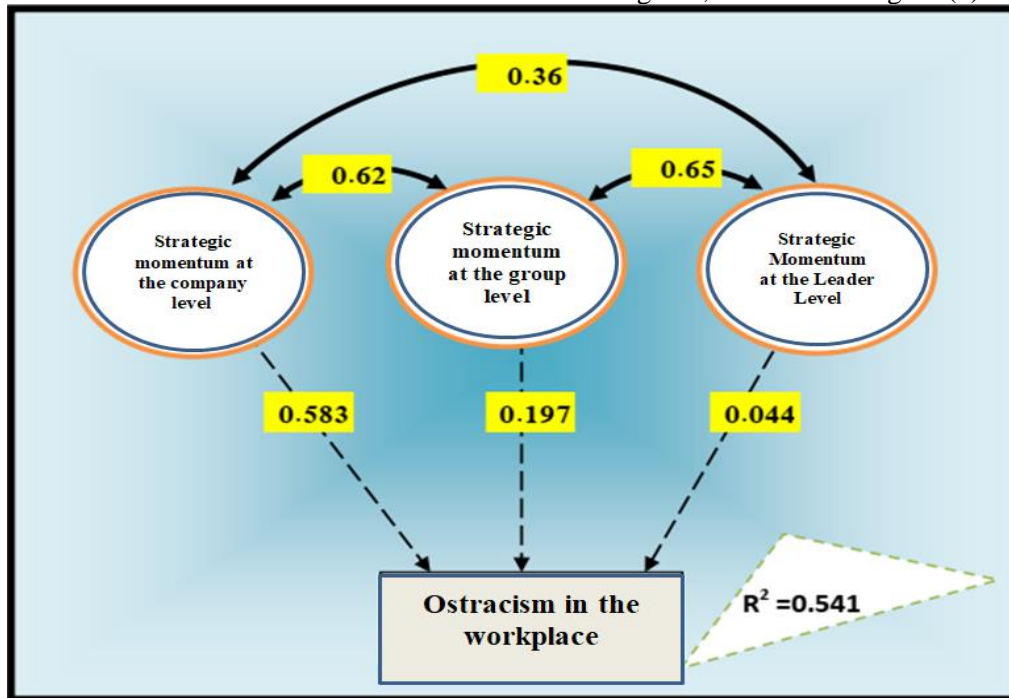 0.36
0.62
0.65
Strategic
momentum at
the company
level
Strategic
momentum
at the group
level
Strategic
Momentum
at the Leader
Level
0.583
0.197
0.044
Ostracism in the
workplace
R² =0.541